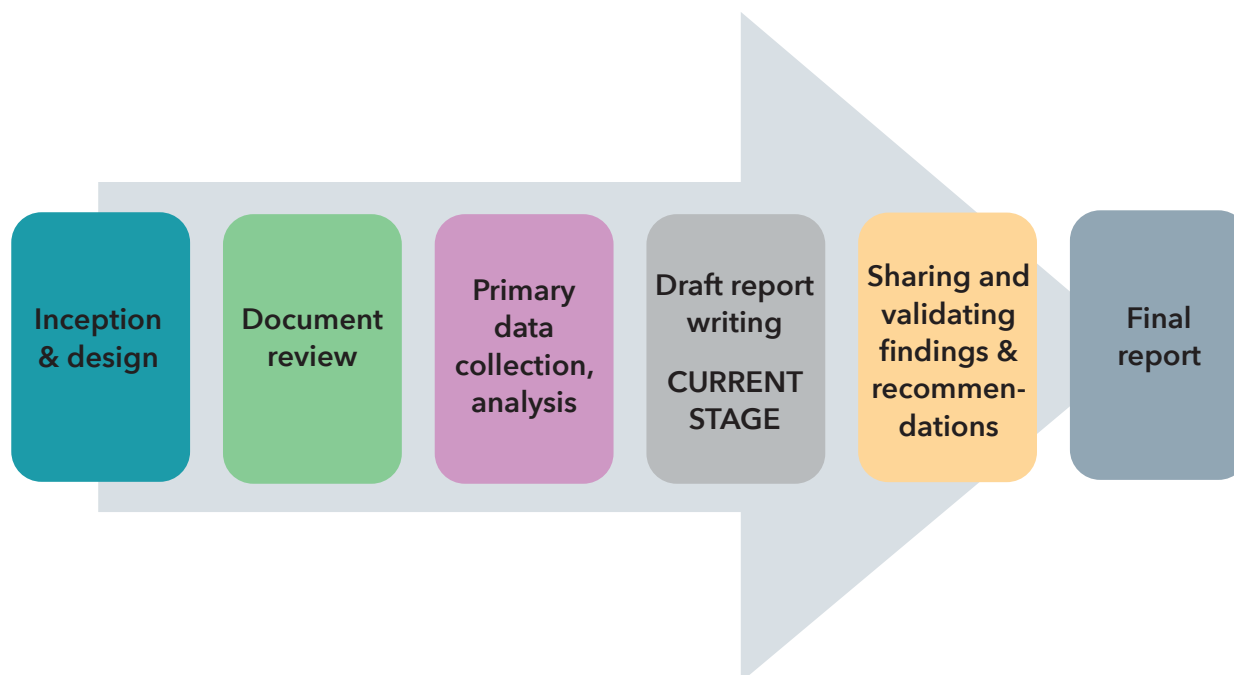 Inception
& design
Document
review
Primary
data
collection,
analysis
Draft report
writing
CURRENT
STAGE
Sharing and
validating
findings &
recommen-
dations
Final
report